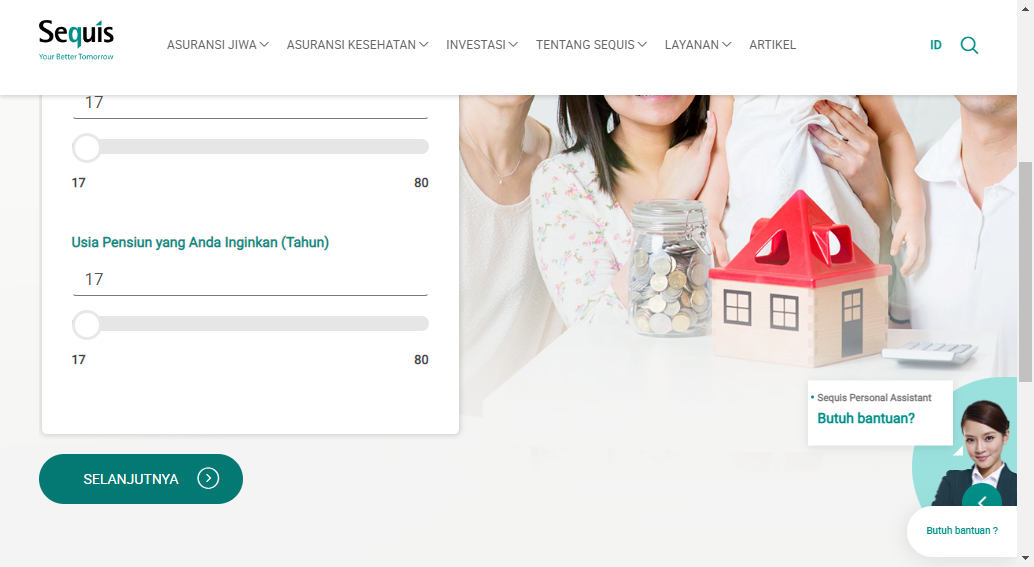 Sequis
Your Better Tomorrow
ASURANSI JIWA
ASURANSI KESEHATAN
INVESTASI
TENTANG SEQUIS
LAYANAN
ARTIKEL
ID
17
17
80
Usia Pensiun yang Anda Inginkan (Tahun)
17
17
80
SELANJUTNYA
Sequis Personal Assistant
Butuh bantuan?
Butuh bantuan ?